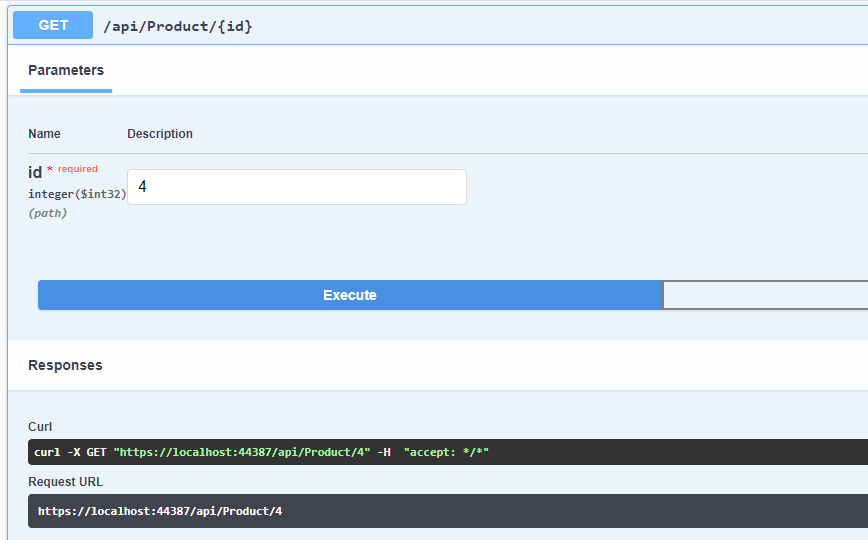 GET /api/Product/{id}
Parameters
Name Description
id * required
integer($int32)
(path)
4
Execute
Responses
Curl
curl -X GET "https://localhost:44387/api/Product/4" -H  "accept: */*"
Request URL
https://localhost:44387/api/Product/4